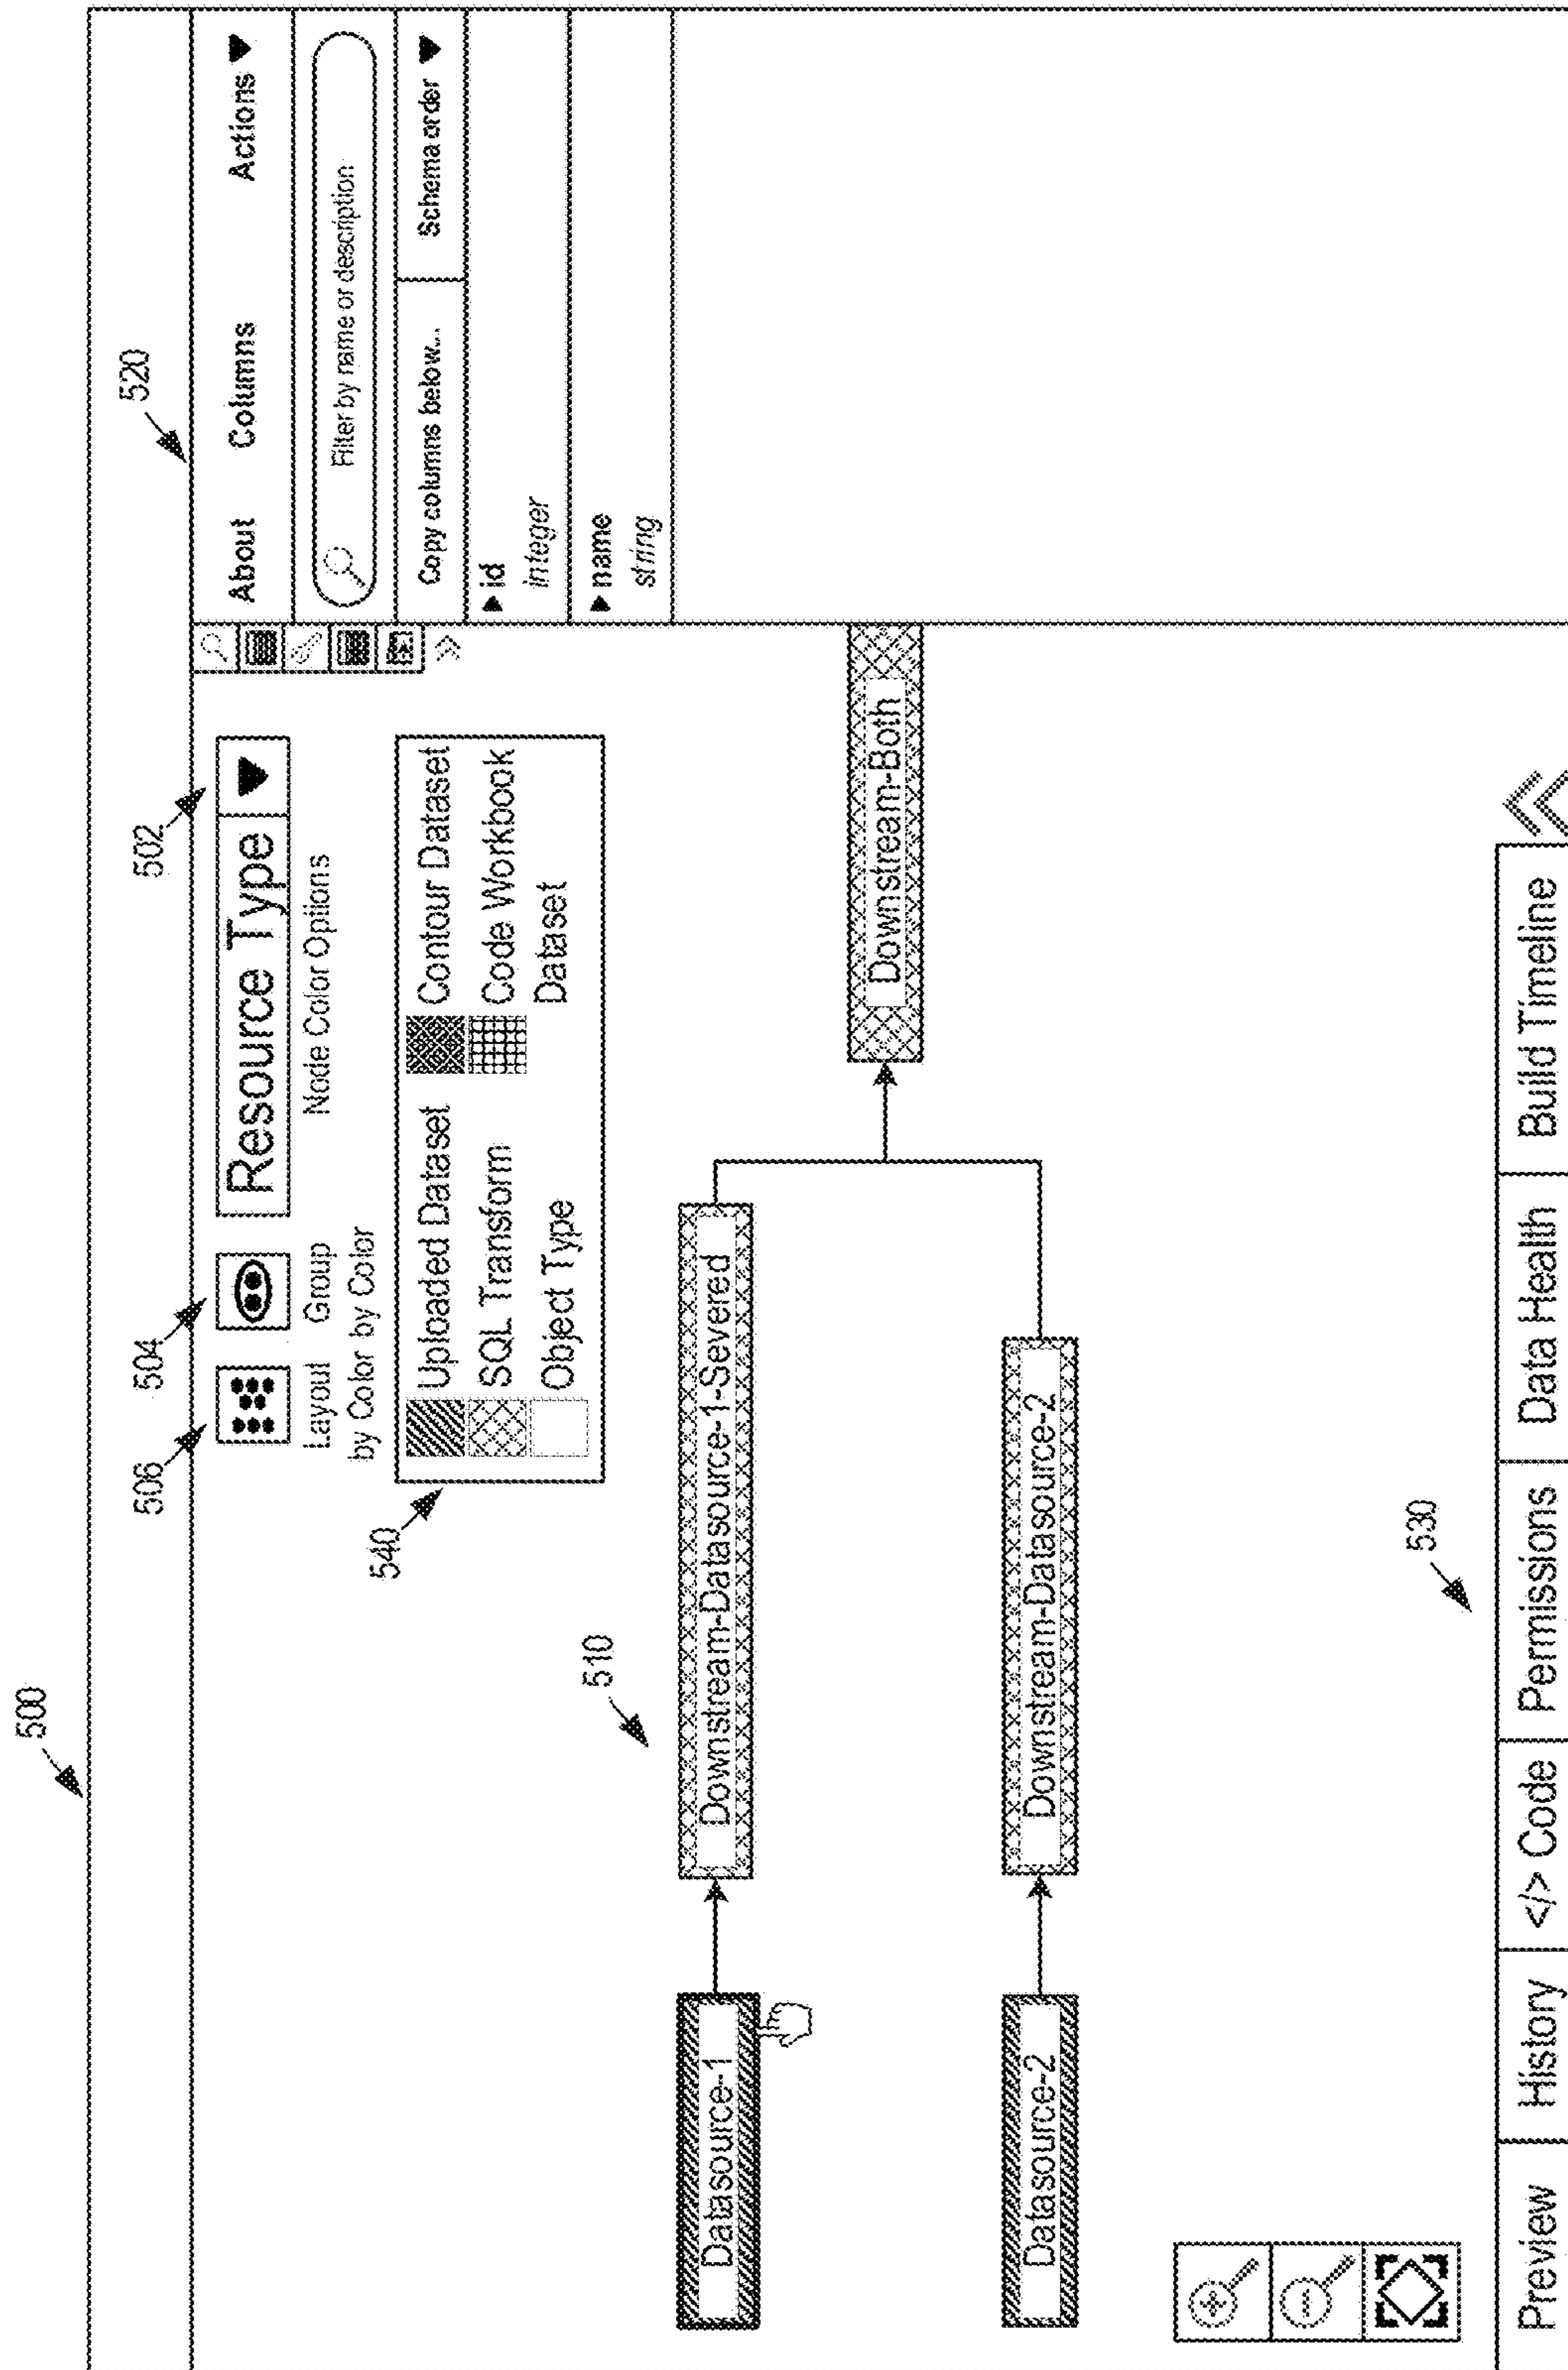 500
506
504
502
520
Resource Type
Layout
by Color
Group
by Color
Node Color Options
540
Uploaded Dataset
SQL Transform
Object Type
Contour Dataset
Code Workbook
Dataset
About
Columns
Actions
Filter by name or description
Copy columns below...
Schema order
id
integer
name
string
510
Datasource-1
Downstream-Datasource-1-Severed
Downstream-Both
Datasource-2
Downstream-Datasource-2
530
Preview
History
</> Code
Permissions
Data Health
Build Timeline